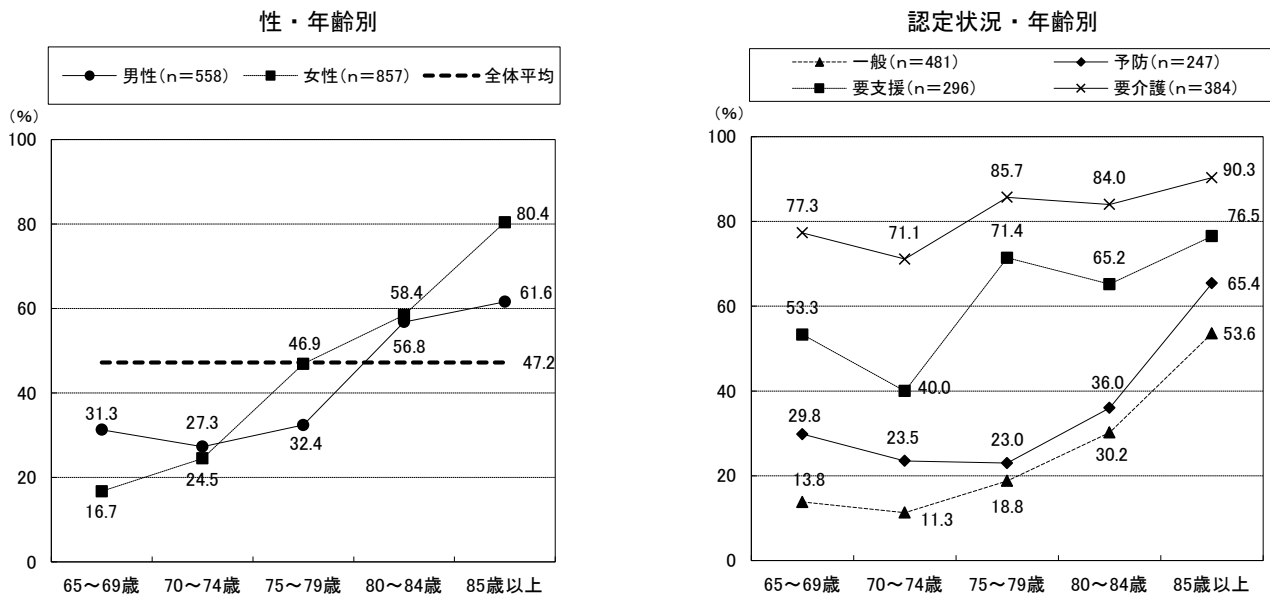 性・年齢別
男性(n=558) 女性(n=857) 全体平均
(%)
100
80
60
40
20
0
80.4
61.6
58.4
56.8
46.9
47.2
31.3
27.3
32.4
24.5
16.7
65～69歳 70～74歳 75～79歳 80～84歳 85歳以上
認定状況・年齢別
一般(n=481) 予防(n=247)
要支援(n=296) 要介護(n=384)
(%)
100
80
60
40
20
0
77.3 71.1 85.7 84.0 90.3
53.3 40.0 71.4 65.2 76.5
29.8 23.5 23.0 36.0 65.4
13.8 11.3 18.8 30.2 53.6
65～69歳 70～74歳 75～79歳 80～84歳 85歳以上